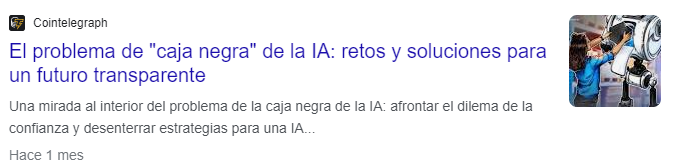 Cointelegraph
El problema de "caja negra" de la IA: retos y soluciones para
un futuro transparente
Una mirada al interior del problema de la caja negra de la IA: afrontar el dilema de la
confianza y desenterrar estrategias para una IA...
Hace 1 mes